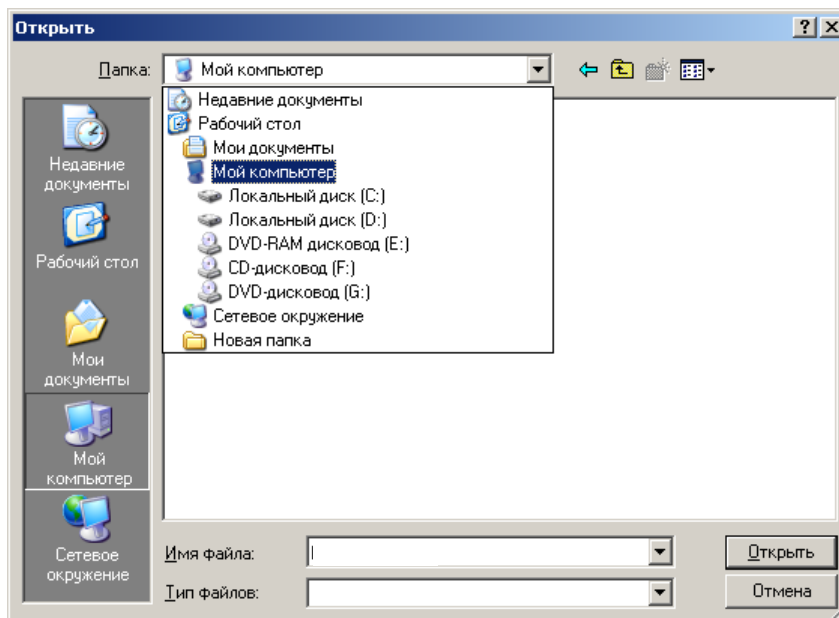 Открыть
Папка:
Мой компьютер
Недавние документы
Рабочий стол
Мои документы
Мой компьютер
Локальный диск (C:)
Локальный диск (D:)
DVD-RAM дисковод (E:)
CD-дисковод (F:)
DVD-дисковод (G:)
Сетевое окружение
Новая папка
Недавние
документы
Рабочий стол
Мои
документы
Мой
компьютер
Сетевое
окружение
Имя файла:
Открыть
Тип файлов:
Отмена